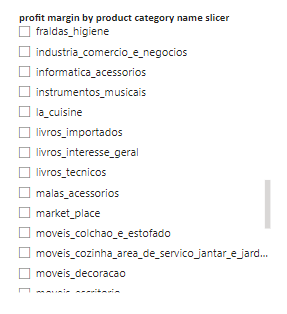 profit margin by product category name slicer
fraldas_higiene
industria_comercio_e_negocios
informatica_acessorios
instrumentos_musicais
la_cuisine
livros_importados
livros_interesse_geral
livros_tecnicos
malas_acessorios
market_place
moveis_colchao_e_estofado
moveis_cozinha_area_de_servico_jantar_e_jard...
moveis_decoracao
moveis_escritorio